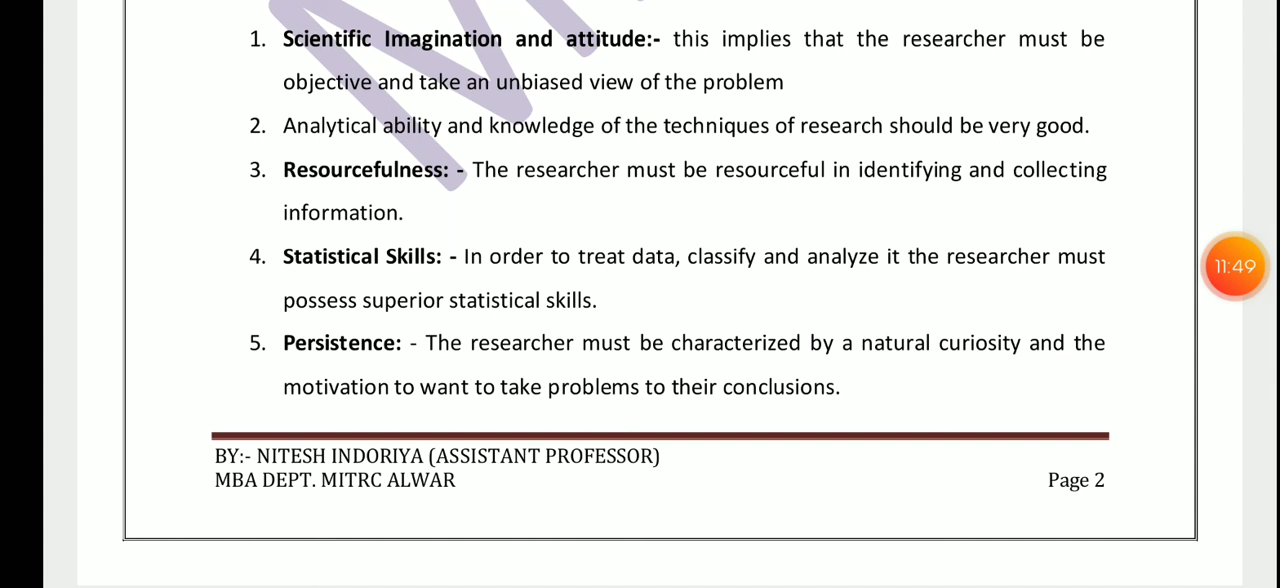 1. Scientific Imagination and attitude:- this implies that the researcher must be
objective and take an unbiased view of the problem
2. Analytical ability and knowledge of the techniques of research should be very good.
3. Resourcefulness: - The researcher must be resourceful in identifying and collecting
information.
4. Statistical Skills: - In order to treat data, classify and analyze it the researcher must
possess superior statistical skills.
5. Persistence: - The researcher must be characterized by a natural curiosity and the
motivation to want to take problems to their conclusions.
BY:- NITESH INDORIYA (ASSISTANT PROFESSOR)
MBA DEPT. MITRC ALWAR Page 2
11:49